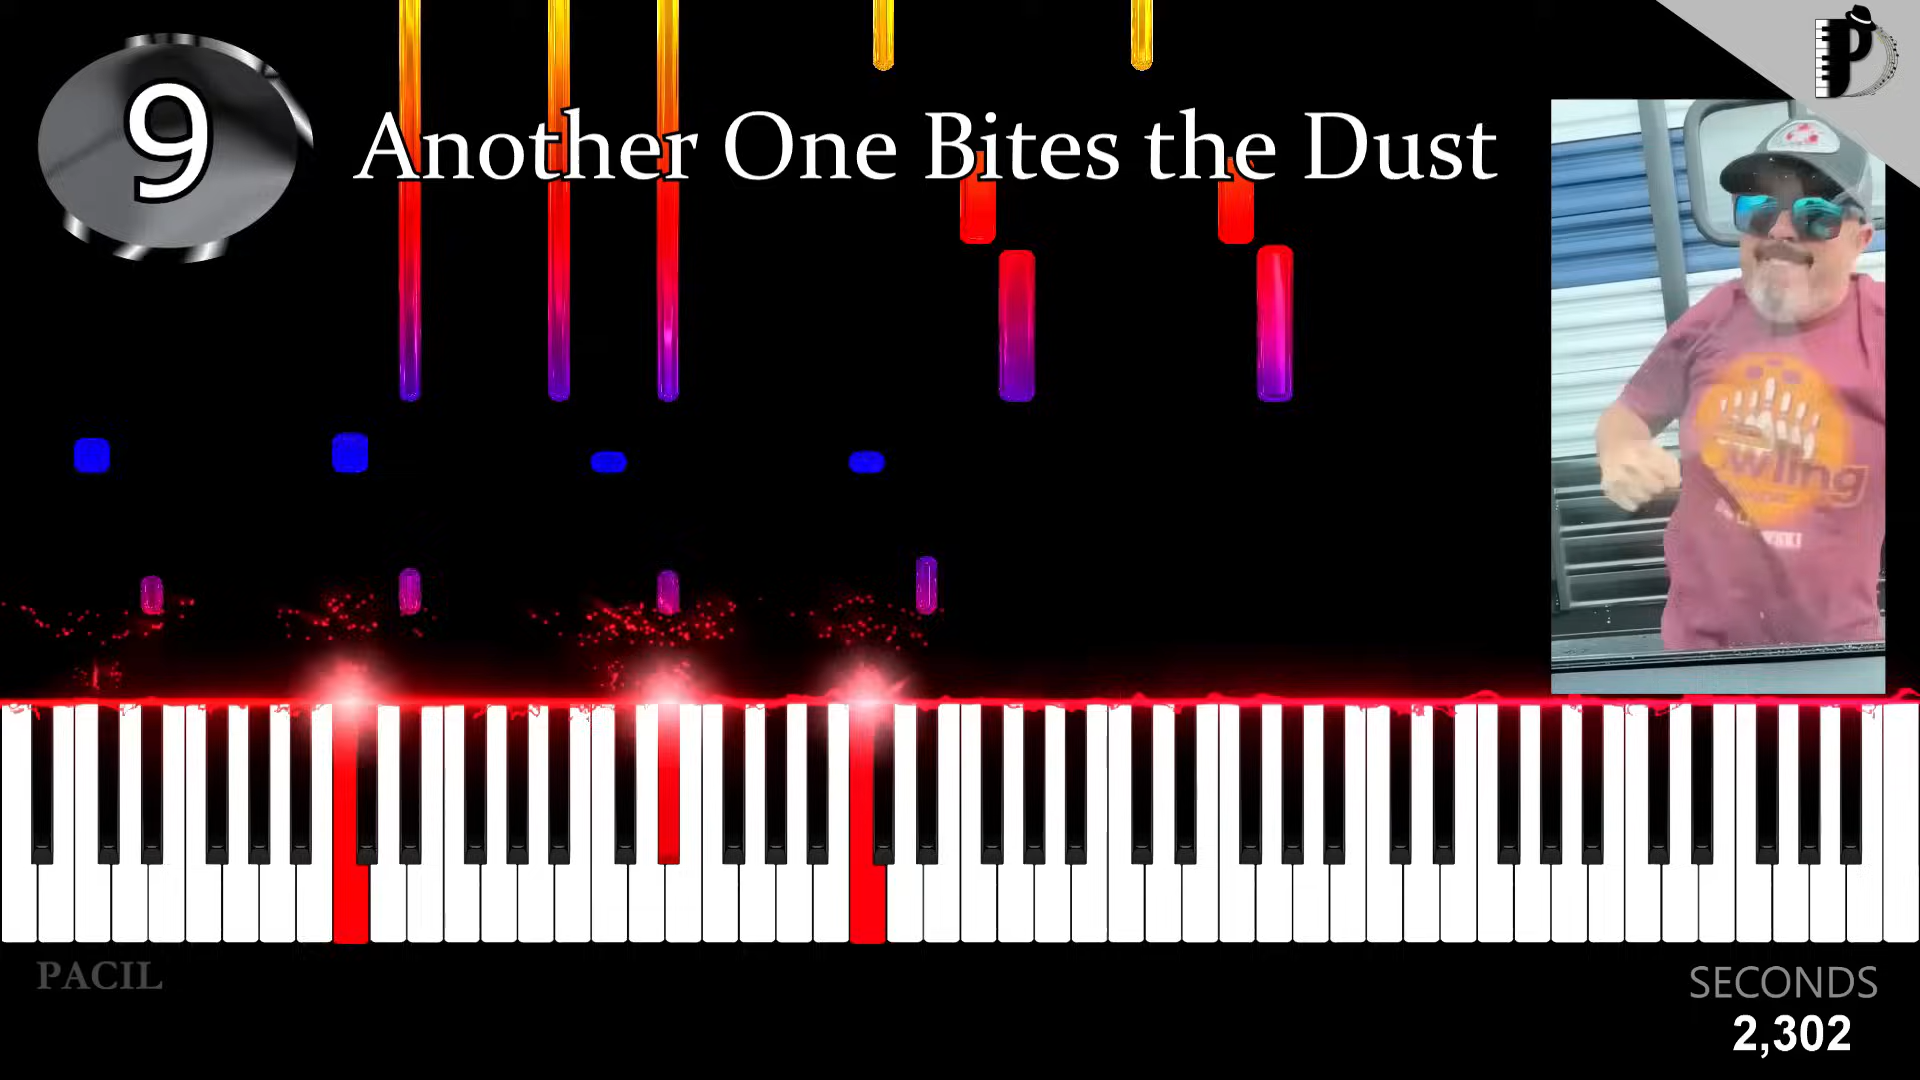 9
Another One Bites the Dust
PACIL
SECONDS
2,302